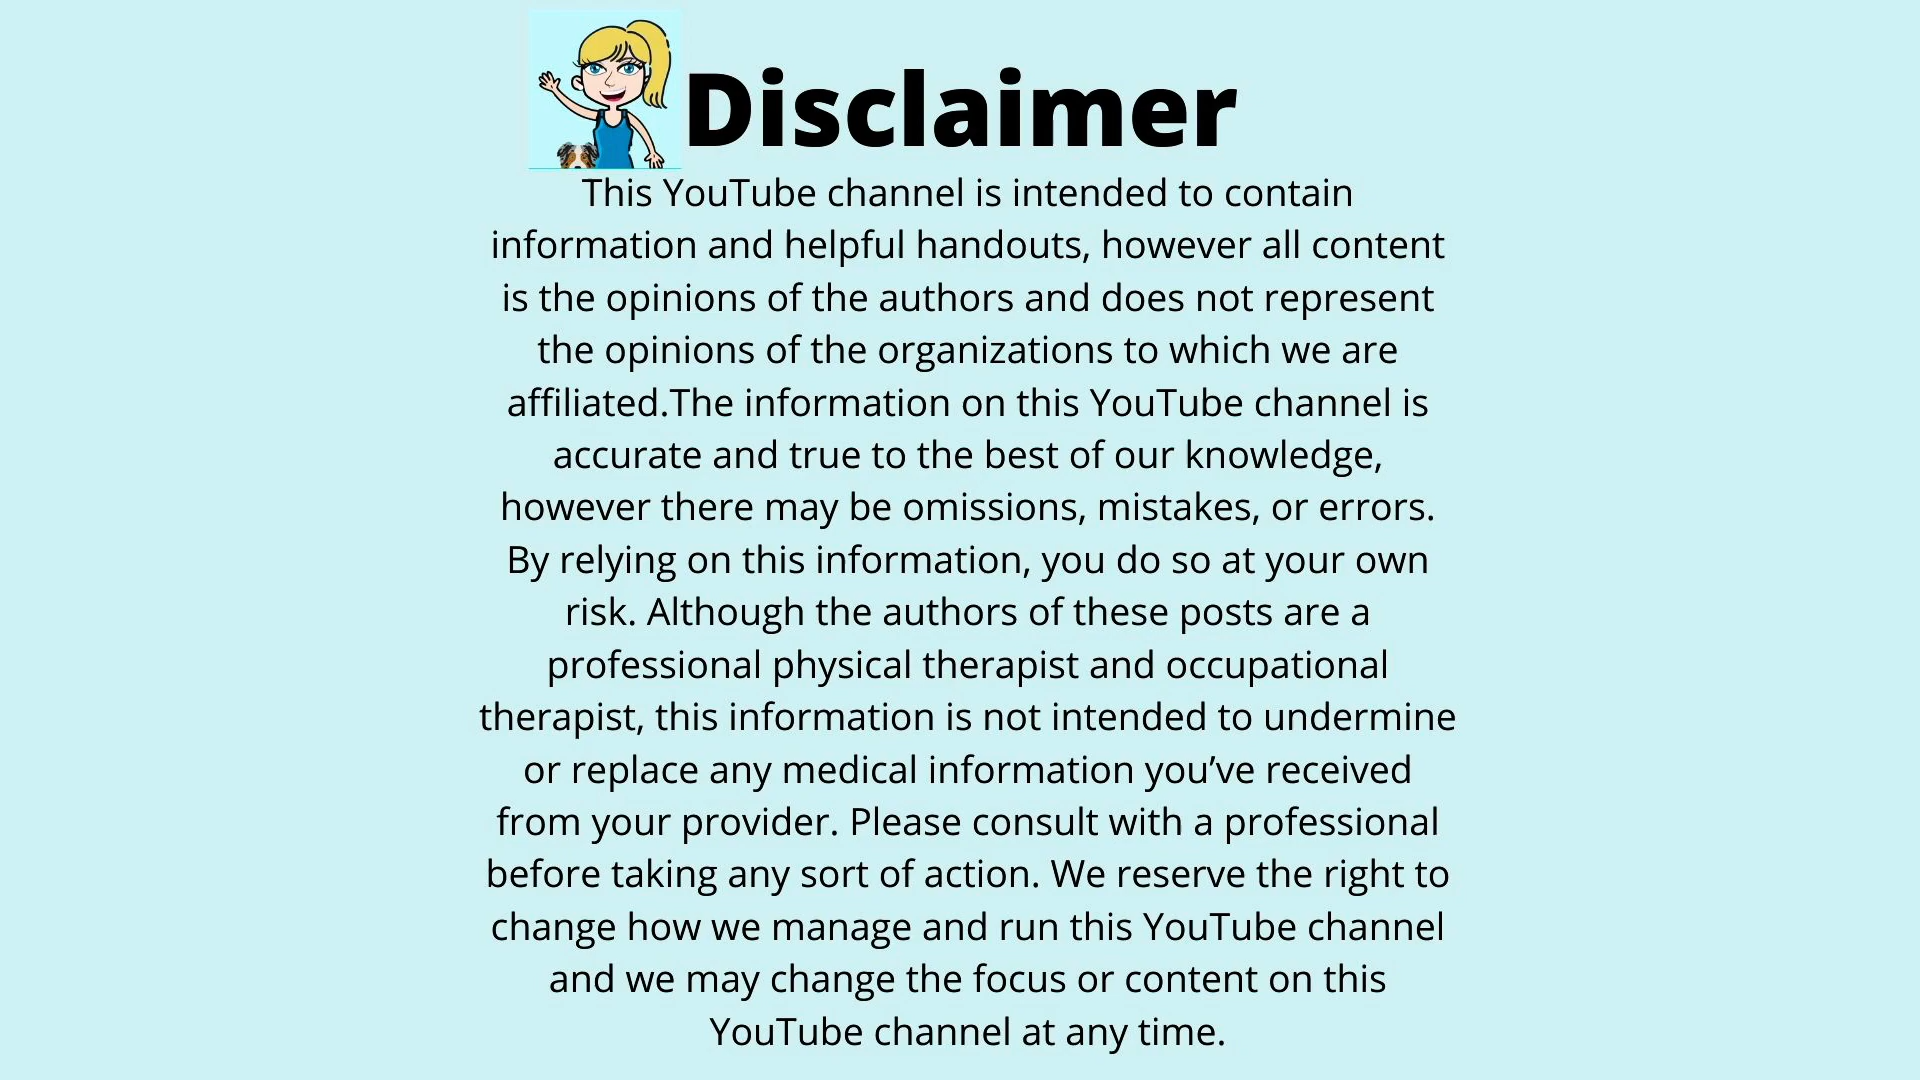 Disclaimer
This YouTube channel is intended to contain
information and helpful handouts, however all content
is the opinions of the authors and does not represent
the opinions of the organizations to which we are
affiliated.The information on this YouTube channel is
accurate and true to the best of our knowledge,
however there may be omissions, mistakes, or errors.
By relying on this information, you do so at your own
risk. Although the authors of these posts are a
professional physical therapist and occupational
therapist, this information is not intended to undermine
or replace any medical information you’ve received
from your provider. Please consult with a professional
before taking any sort of action. We reserve the right to
change how we manage and run this YouTube channel
and we may change the focus or content on this
YouTube channel at any time.